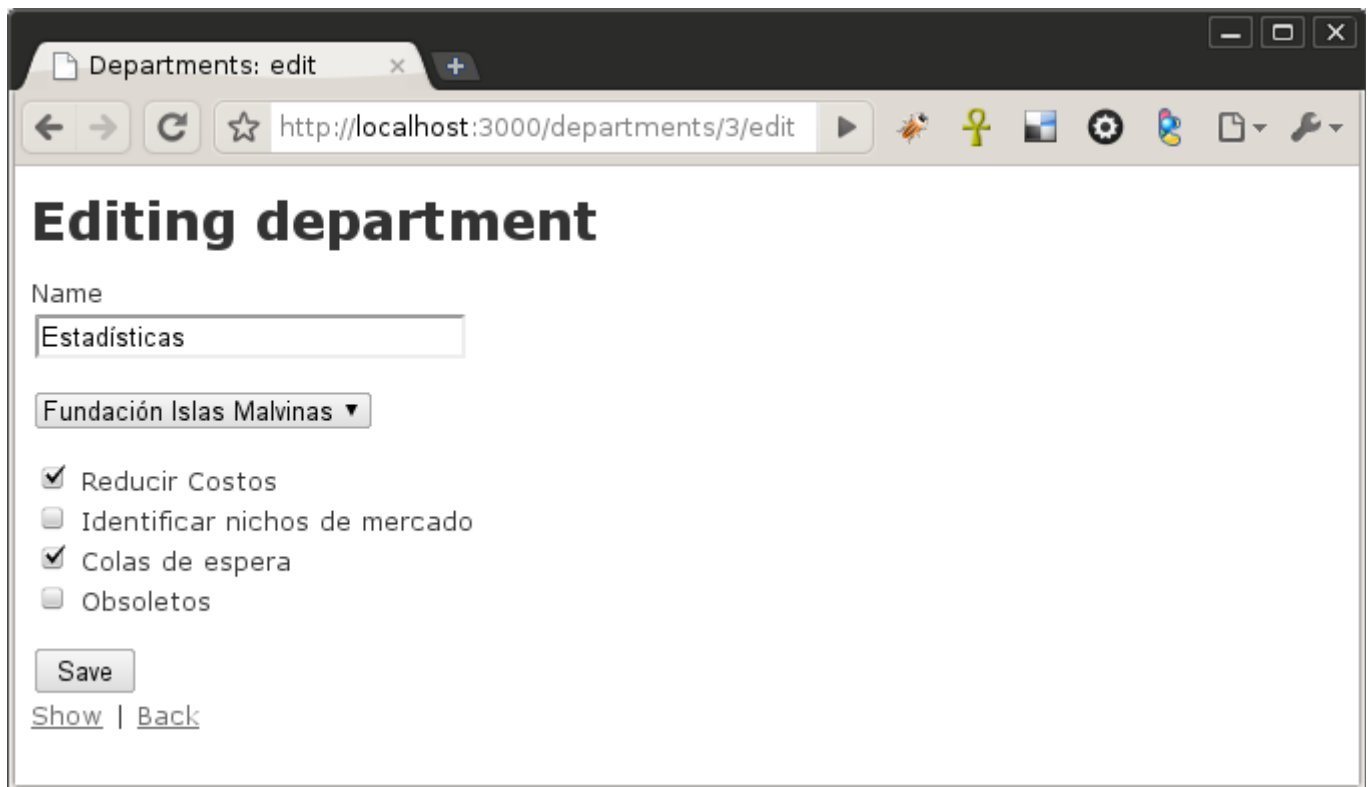 Departments: edit
http://localhost:3000/departments/3/edit
Editing department
Name
Estadísticas
Fundación Islas Malvinas
Reducir Costos
Identificar nichos de mercado
Colas de espera
Obsoletos
Save
Show | Back